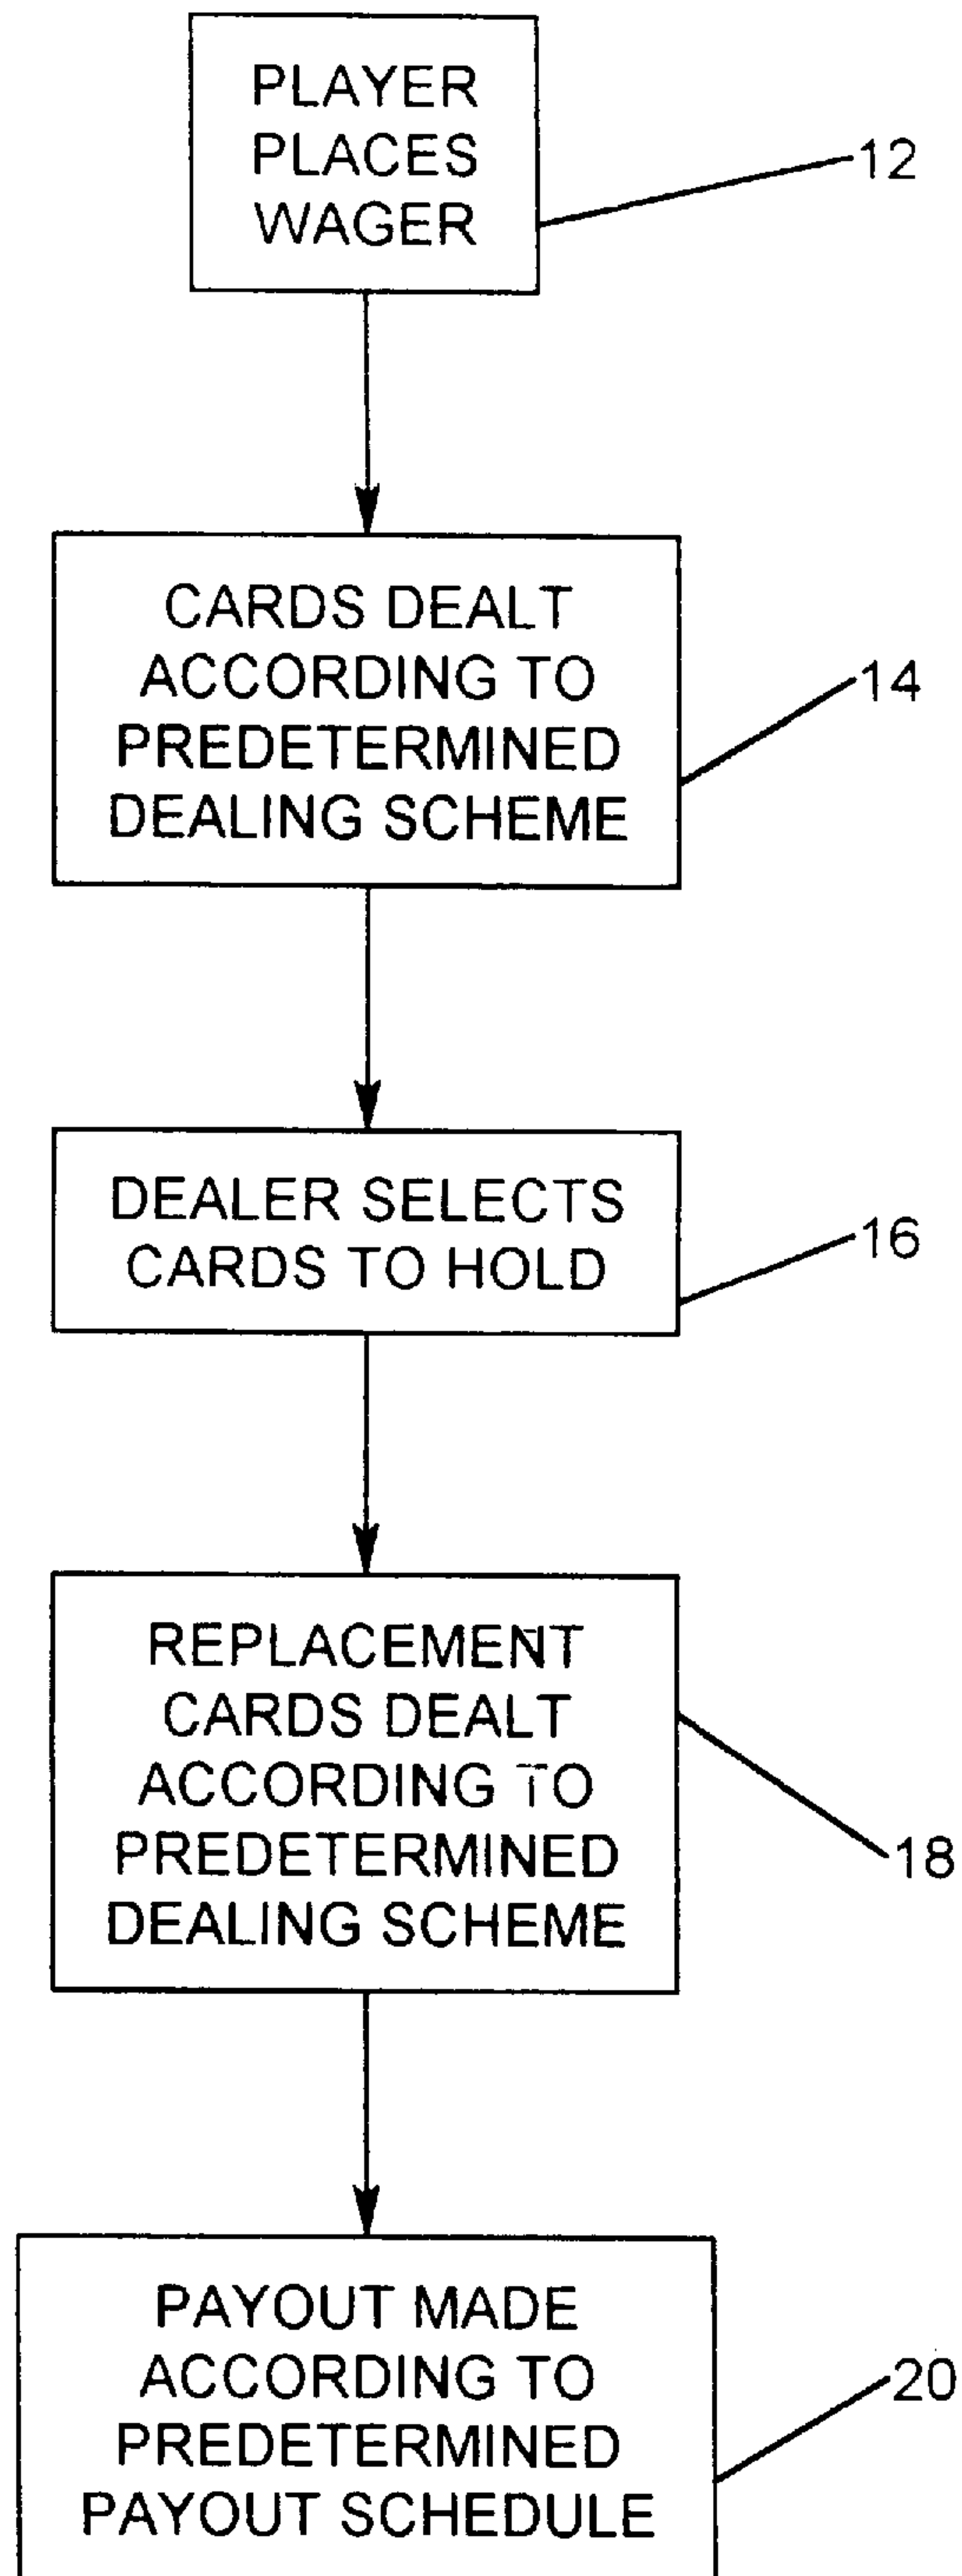 PLAYER
PLACES
WAGER
12
CARDS DEALT
ACCORDING TO
PREDETERMINED
DEALING SCHEME
14
DEALER SELECTS
CARDS TO HOLD
16
REPLACEMENT
CARDS DEALT
ACCORDING TO
PREDETERMINED
DEALING SCHEME
18
PAYOUT MADE
ACCORDING TO
PREDETERMINED
PAYOUT SCHEDULE
20